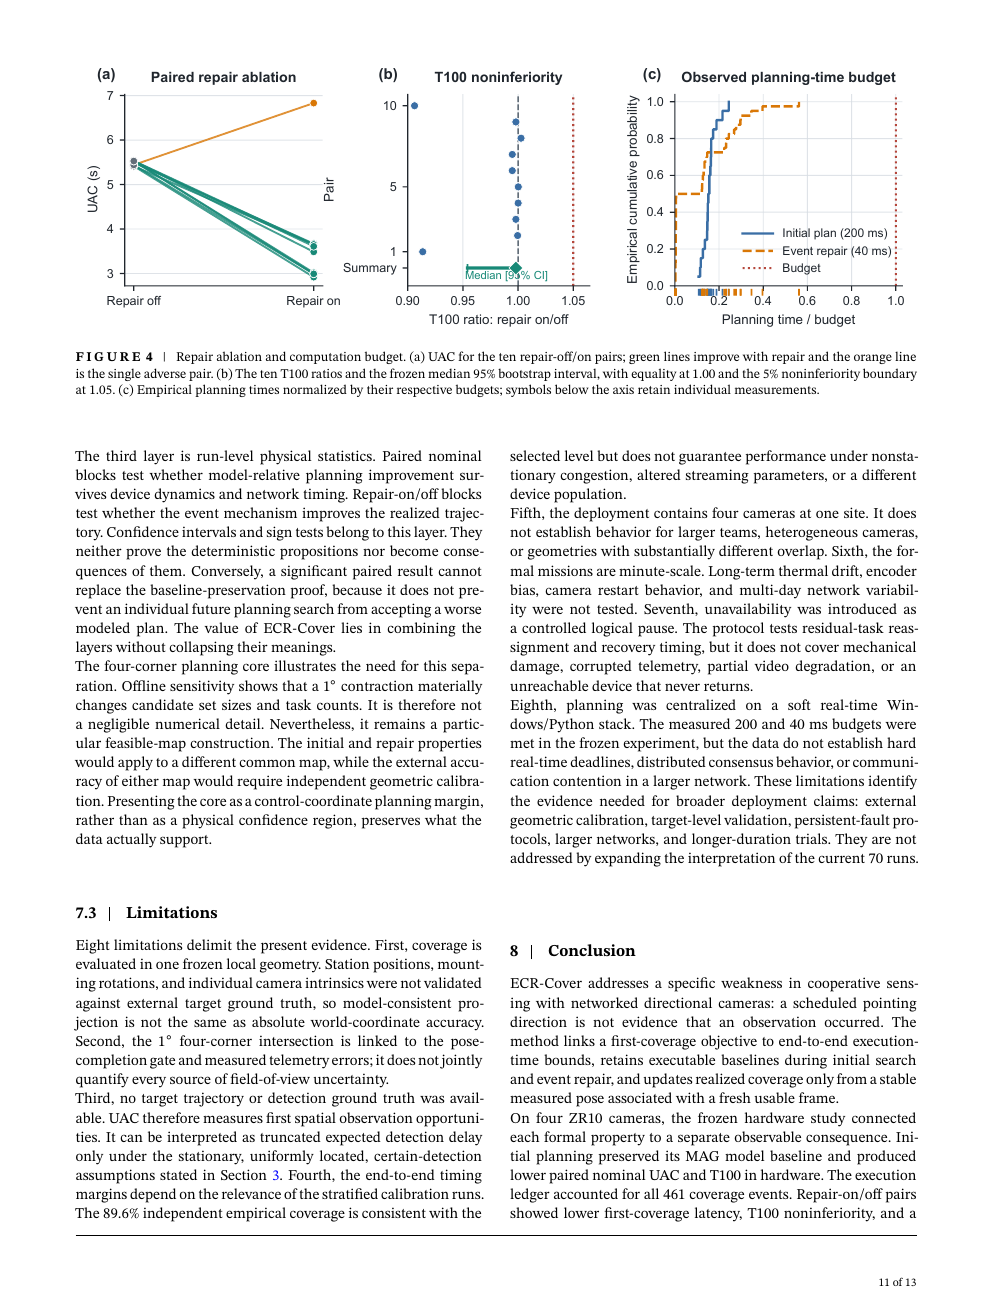 (a) Paired repair ablation
7
6
5
4
3
UAC (s)
Repair off
Repair on
(b) T100 noninferiority
10
5
1
Summary
Pair
Median [95% CI]
0.90 0.95 1.00 1.05
T100 ratio: repair on/off
(c) Observed planning-time budget
1.0
0.8
0.6
0.4
0.2
0.0
Empirical cumulative probability
Initial plan (200 ms)
Event repair (40 ms)
Budget
0.0 0.2 0.4 0.6 0.8 1.0
Planning time / budget
FIGURE 4 | Repair ablation and computation budget. (a) UAC for the ten repair-off/on pairs; green lines improve with repair and the orange line
is the single adverse pair. (b) The ten T100 ratios and the frozen median 95% bootstrap interval, with equality at 1.00 and the 5% noninferiority boundary
at 1.05. (c) Empirical planning times normalized by their respective budgets; symbols below the axis retain individual measurements.
The third layer is run-level physical statistics. Paired nominal
blocks test whether model-relative planning improvement sur-
vives device dynamics and network timing. Repair-on/off blocks
test whether the event mechanism improves the realized trajec-
tory. Confidence intervals and sign tests belong to this layer. They
neither prove the deterministic propositions nor become conse-
quences of them. Conversely, a significant paired result cannot
replace the baseline-preservation proof, because it does not pre-
vent an individual future planning search from accepting a worse
modeled plan. The value of ECR-Cover lies in combining the
layers without collapsing their meanings.
The four-corner planning core illustrates the need for this sepa-
ration. Offline sensitivity shows that a 1° contraction materially
changes candidate set sizes and task counts. It is therefore not
a negligible numerical detail. Nevertheless, it remains a partic-
ular feasible-map construction. The initial and repair properties
would apply to a different common map, while the external accu-
racy of either map would require independent geometric calibra-
tion. Presenting the core as a control-coordinate planning margin,
rather than as a physical confidence region, preserves what the
data actually support.
7.3 | Limitations
Eight limitations delimit the present evidence. First, coverage is
evaluated in one frozen local geometry. Station positions, mount-
ing rotations, and individual camera intrinsics were not validated
against external target ground truth, so model-consistent pro-
jection is not the same as absolute world-coordinate accuracy.
Second, the 1° four-corner intersection is linked to the pose-
completion gate and measured telemetry errors; it does not jointly
quantify every source of field-of-view uncertainty.
Third, no target trajectory or detection ground truth was avail-
able. UAC therefore measures first spatial observation opportuni-
ties. It can be interpreted as truncated expected detection delay
only under the stationary, uniformly located, certain-detection
assumptions stated in Section 3. Fourth, the end-to-end timing
margins depend on the relevance of the stratified calibration runs.
The 89.6% independent empirical coverage is consistent with the
selected level but does not guarantee performance under nonsta-
tionary congestion, altered streaming parameters, or a different
device population.
Fifth, the deployment contains four cameras at one site. It does
not establish behavior for larger teams, heterogeneous cameras,
or geometries with substantially different overlap. Sixth, the for-
mal missions are minute-scale. Long-term thermal drift, encoder
bias, camera restart behavior, and multi-day network variabil-
ity were not tested. Seventh, unavailability was introduced as
a controlled logical pause. The protocol tests residual-task reas-
signment and recovery timing, but it does not cover mechanical
damage, corrupted telemetry, partial video degradation, or an
unreachable device that never returns.
Eighth, planning was centralized on a soft real-time Win-
dows/Python stack. The measured 200 and 40 ms budgets were
met in the frozen experiment, but the data do not establish hard
real-time deadlines, distributed consensus behavior, or communi-
cation contention in a larger network. These limitations identify
the evidence needed for broader deployment claims: external
geometric calibration, target-level validation, persistent-fault pro-
tocols, larger networks, and longer-duration trials. They are not
addressed by expanding the interpretation of the current 70 runs.
8 | Conclusion
ECR-Cover addresses a specific weakness in cooperative sens-
ing with networked directional cameras: a scheduled pointing
direction is not evidence that an observation occurred. The
method links a first-coverage objective to end-to-end execution-
time bounds, retains executable baselines during initial search
and event repair, and updates realized coverage only from a stable
measured pose associated with a fresh usable frame.
On four ZR10 cameras, the frozen hardware study connected
each formal property to a separate observable consequence. Ini-
tial planning preserved its MAG model baseline and produced
lower paired nominal UAC and T100 in hardware. The execution
ledger accounted for all 461 coverage events. Repair-on/off pairs
showed lower first-coverage latency, T100 noninferiority, and a
11 of 13